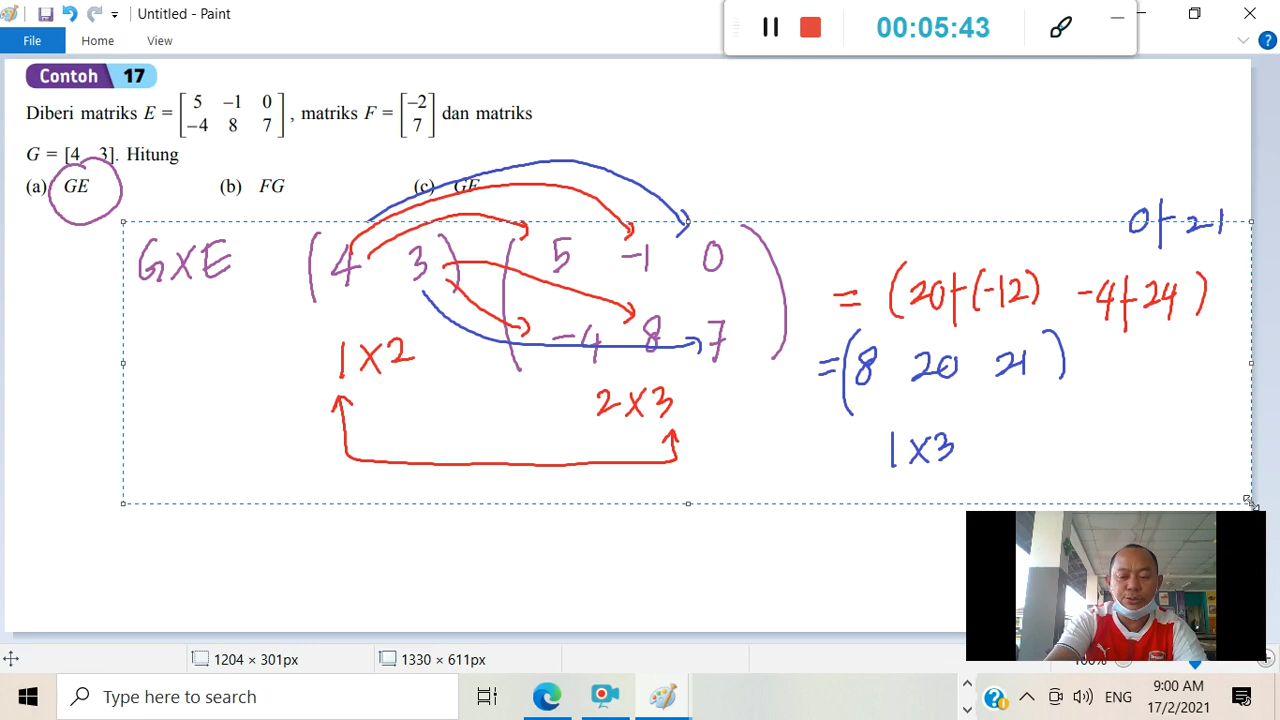 Untitled - Paint
00:05:43
File Home View
Contoh 17
Diberi matriks E = [5 −1 0 −4 8 7], matriks F = [−2 7] dan matriks
G = [4 3]. Hitung
(a) GE (b) FG (c) GF
0+21
G×E (4 3) (5 -1 0
-4 8 7)
= (20+(-12) -4+24)
=(8 20 21)
1×2
2×3
1×3
1204 × 301px 1330 × 611px 100%
Type here to search
ENG
9:00 AM
17/2/2021